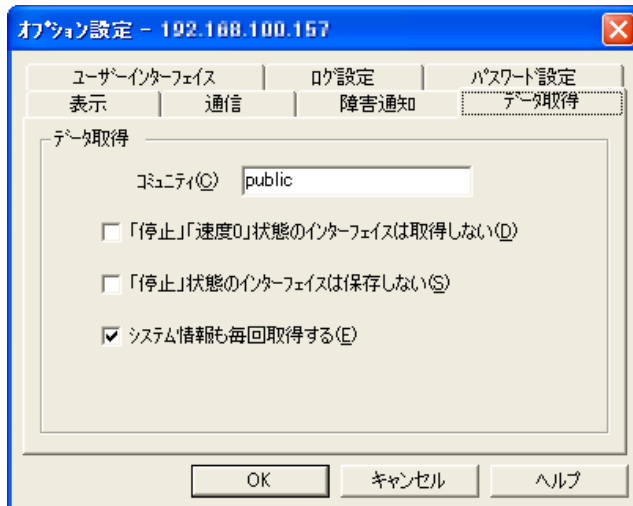 オプション設定 - 192.168.100.157
ユーザーインターフェイス ログ設定 パスワード設定
表示 通信 障害通知 データ取得
データ取得
コミュニティ(C) public
「停止」「速度0」状態のインターフェイスは取得しない(D)
「停止」状態のインターフェイスは保存しない(S)
システム情報も毎回取得する(E)
OK キャンセル ヘルプ